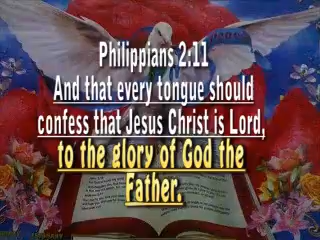 Philippians 2:11
And that every tongue should
confess that Jesus Christ is Lord,
to the glory of God the
Father.